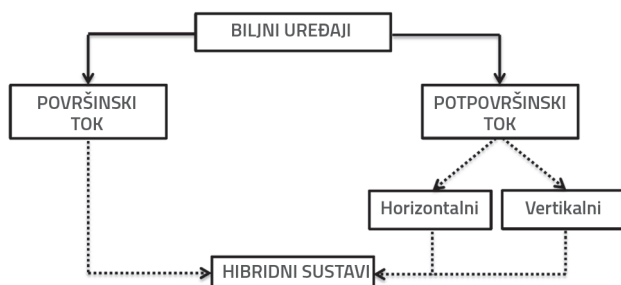 BILJNI UREĐAJI
POVRŠINSKI
TOK
POTPOVRŠINSKI
TOK
Horizontalni
Vertikalni
HIBRIDNI SUSTAVI